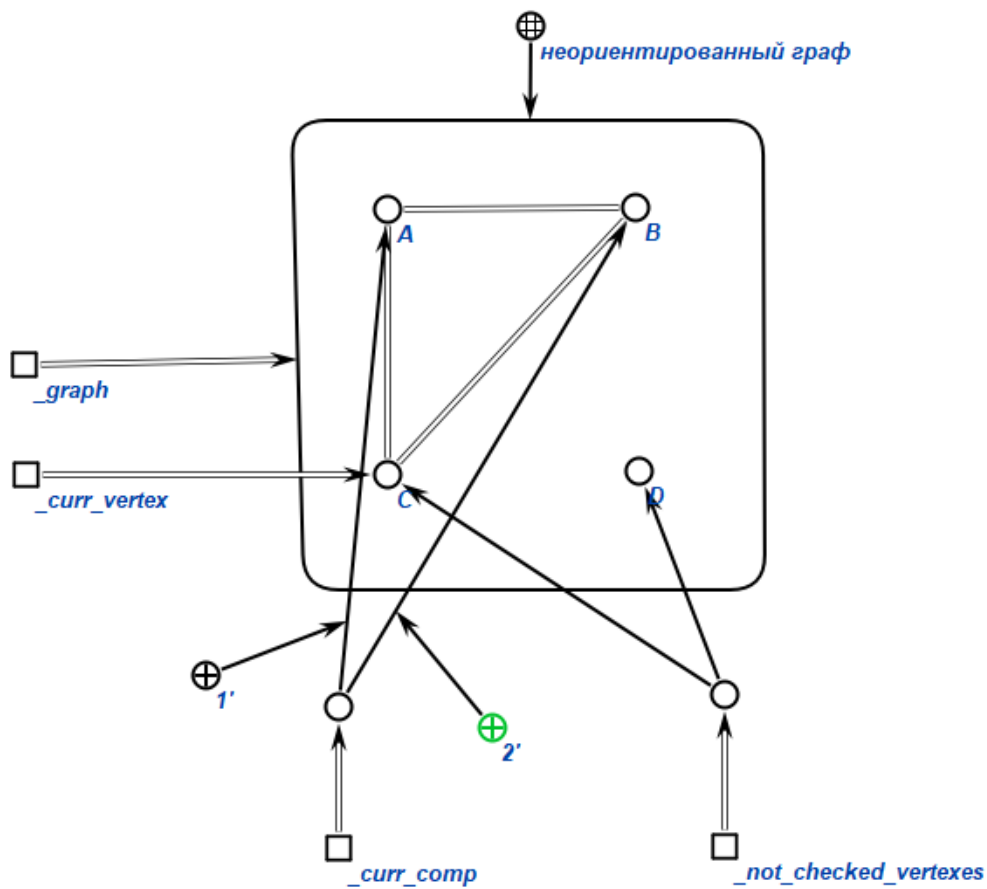 неориентированный граф
A
B
_graph
_curr_vertex
C
D
1'
2'
_curr_comp
_not_checked_vertexes